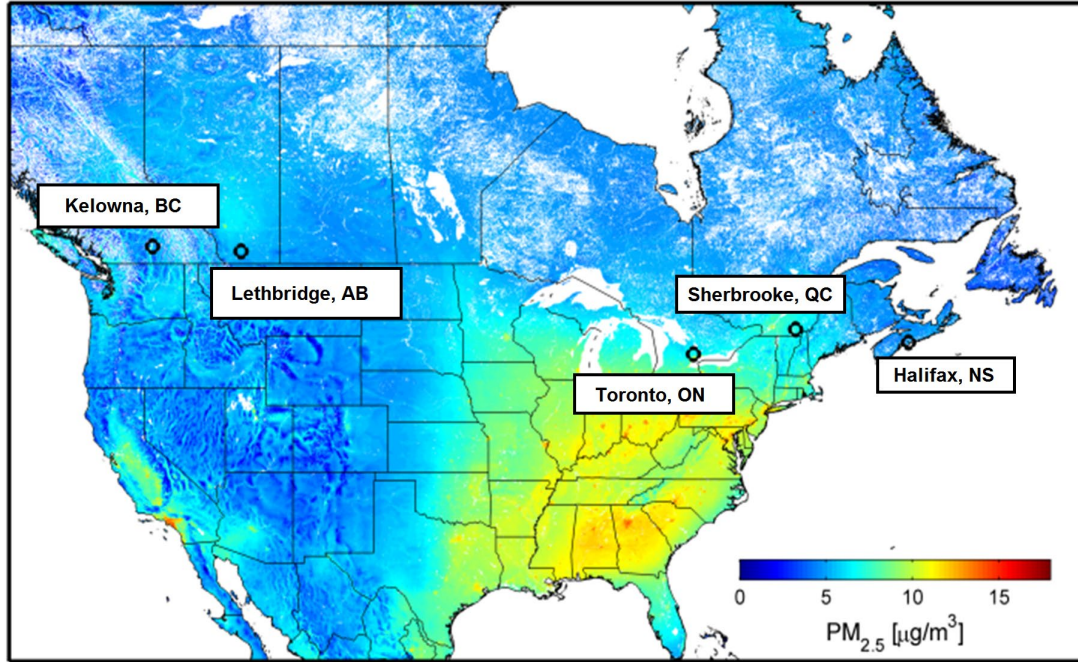 Kelowna, BC
Lethbridge, AB
Sherbrooke, QC
Toronto, ON
Halifax, NS
0 5 10 15
PM2.5 [µg/m³]